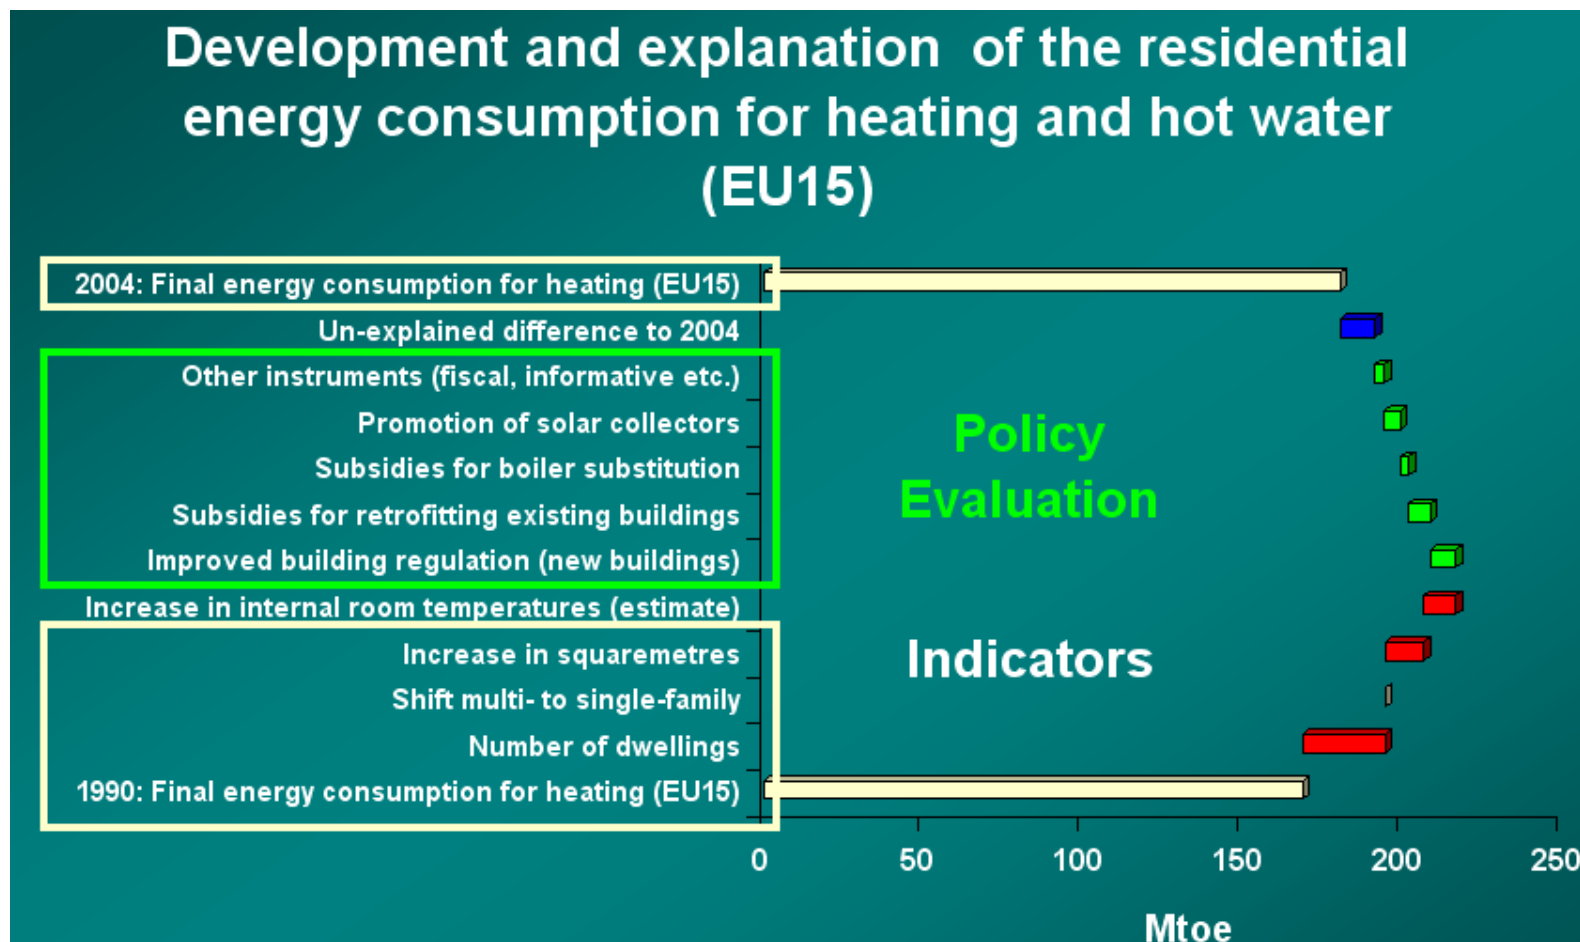 Development and explanation of the residential
energy consumption for heating and hot water
(EU15)
2004: Final energy consumption for heating (EU15)
Un-explained difference to 2004
Other instruments (fiscal, informative etc.)
Promotion of solar collectors
Subsidies for boiler substitution
Subsidies for retrofitting existing buildings
Improved building regulation (new buildings)
Increase in internal room temperatures (estimate)
Increase in squaremetres
Shift multi- to single-family
Number of dwellings
1990: Final energy consumption for heating (EU15)
Policy
Evaluation
Indicators
0 50 100 150 200 250
Mtoe